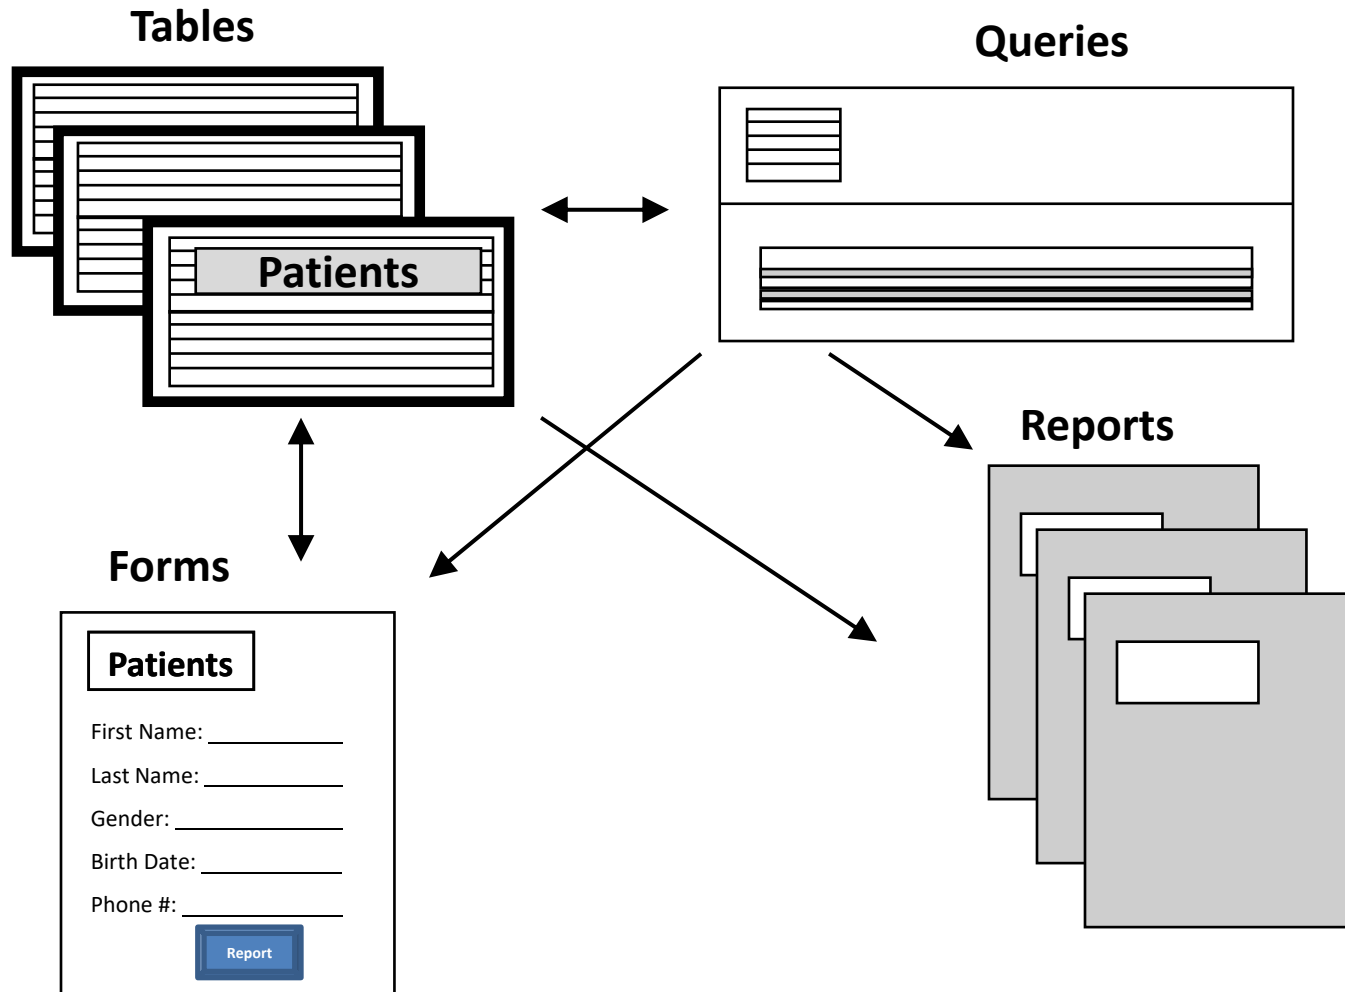 Tables
Queries
Patients
Reports
Forms
Patients
First Name:
Last Name:
Gender:
Birth Date:
Phone #:
Report